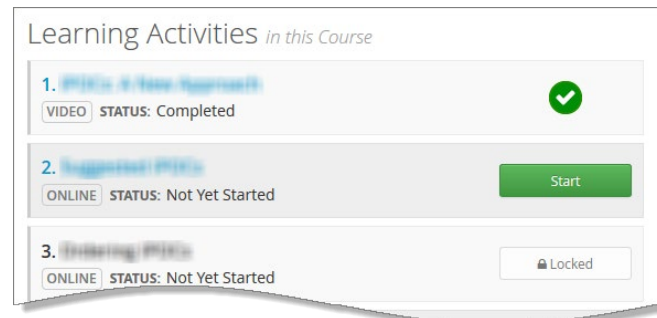 Learning Activities in this Course
1.
VIDEO STATUS: Completed
2.
ONLINE STATUS: Not Yet Started
Start
3.
ONLINE STATUS: Not Yet Started
Locked